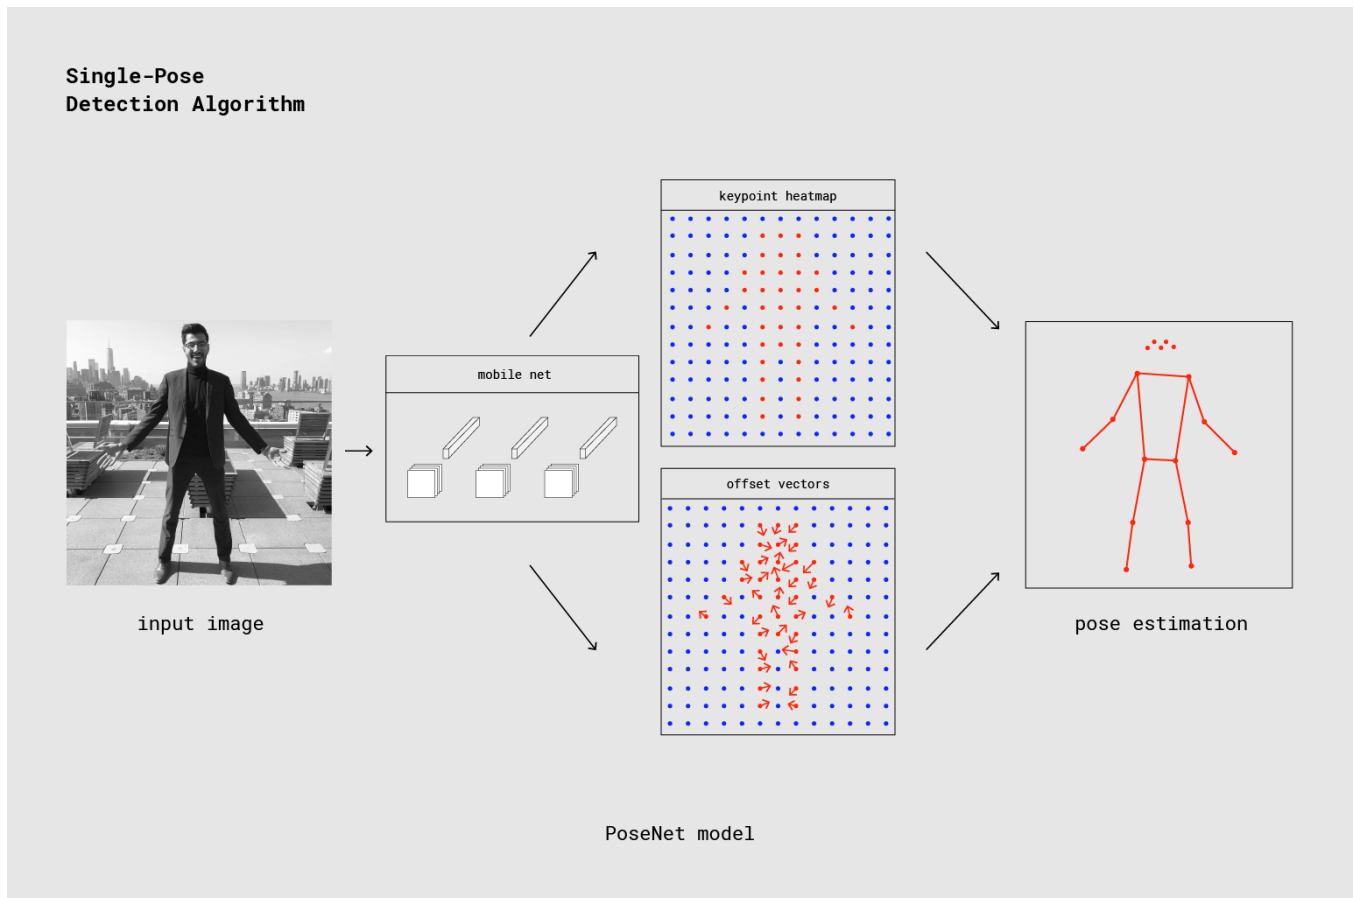 Single-Pose
Detection Algorithm
keypoint heatmap
mobile net
offset vectors
input image
pose estimation
PoseNet model